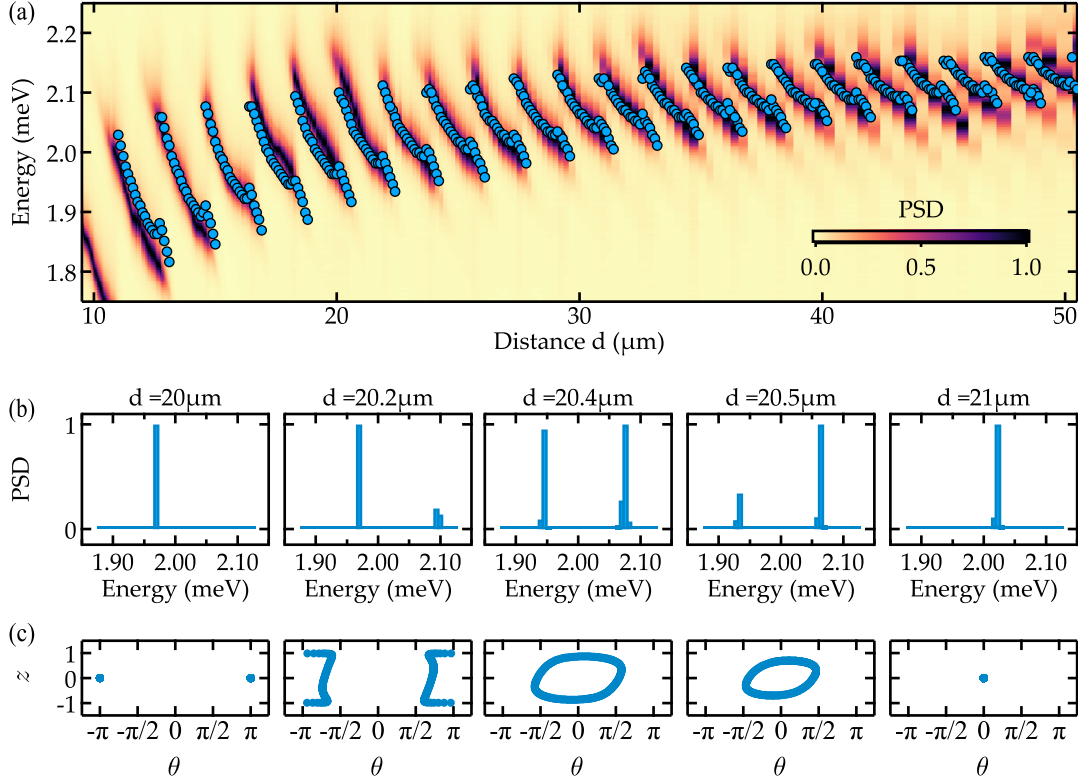 (a)
Energy (meV)
2.2
2.1
2.0
1.9
1.8
PSD
0.0 0.5 1.0
10 20 30 40 50
Distance d (µm)
(b)
d =20µm d =20.2µm d =20.4µm d =20.5µm d =21µm
PSD
1
0
1.90 2.00 2.10 1.90 2.00 2.10 1.90 2.00 2.10 1.90 2.00 2.10 1.90 2.00 2.10
Energy (meV) Energy (meV) Energy (meV) Energy (meV) Energy (meV)
(c)
z
1
0
-1
-π -π/2 0 π/2 π -π -π/2 0 π/2 π -π -π/2 0 π/2 π -π -π/2 0 π/2 π -π -π/2 0 π/2 π
θ θ θ θ θ